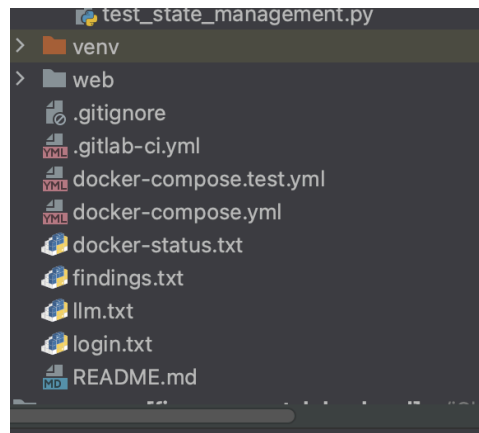 test_state_management.py
venv
web
.gitignore
.gitlab-ci.yml
docker-compose.test.yml
docker-compose.yml
docker-status.txt
findings.txt
llm.txt
login.txt
README.md